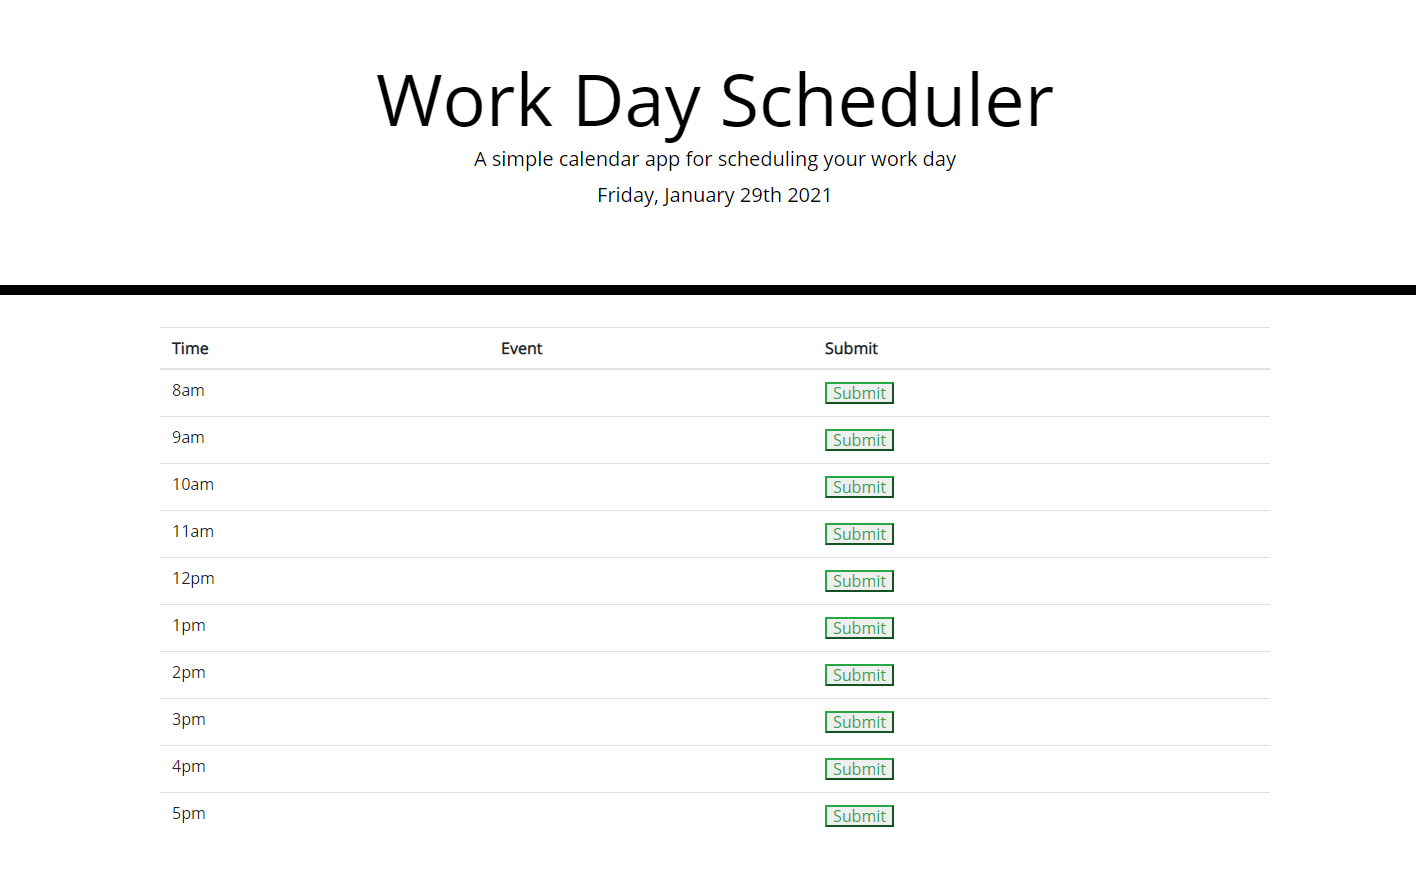 Work Day Scheduler
A simple calendar app for scheduling your work day
Friday, January 29th 2021
Time Event Submit
8am Submit
9am Submit
10am Submit
11am Submit
12pm Submit
1pm Submit
2pm Submit
3pm Submit
4pm Submit
5pm Submit